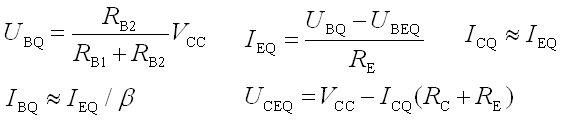 U_BQ = R_B2 / (R_B1 + R_B2) V_CC    I_EQ = (U_BQ − U_BEQ) / R_E    I_CQ ≈ I_EQ
I_BQ ≈ I_EQ / β    U_CEQ = V_CC − I_CQ(R_C + R_E)